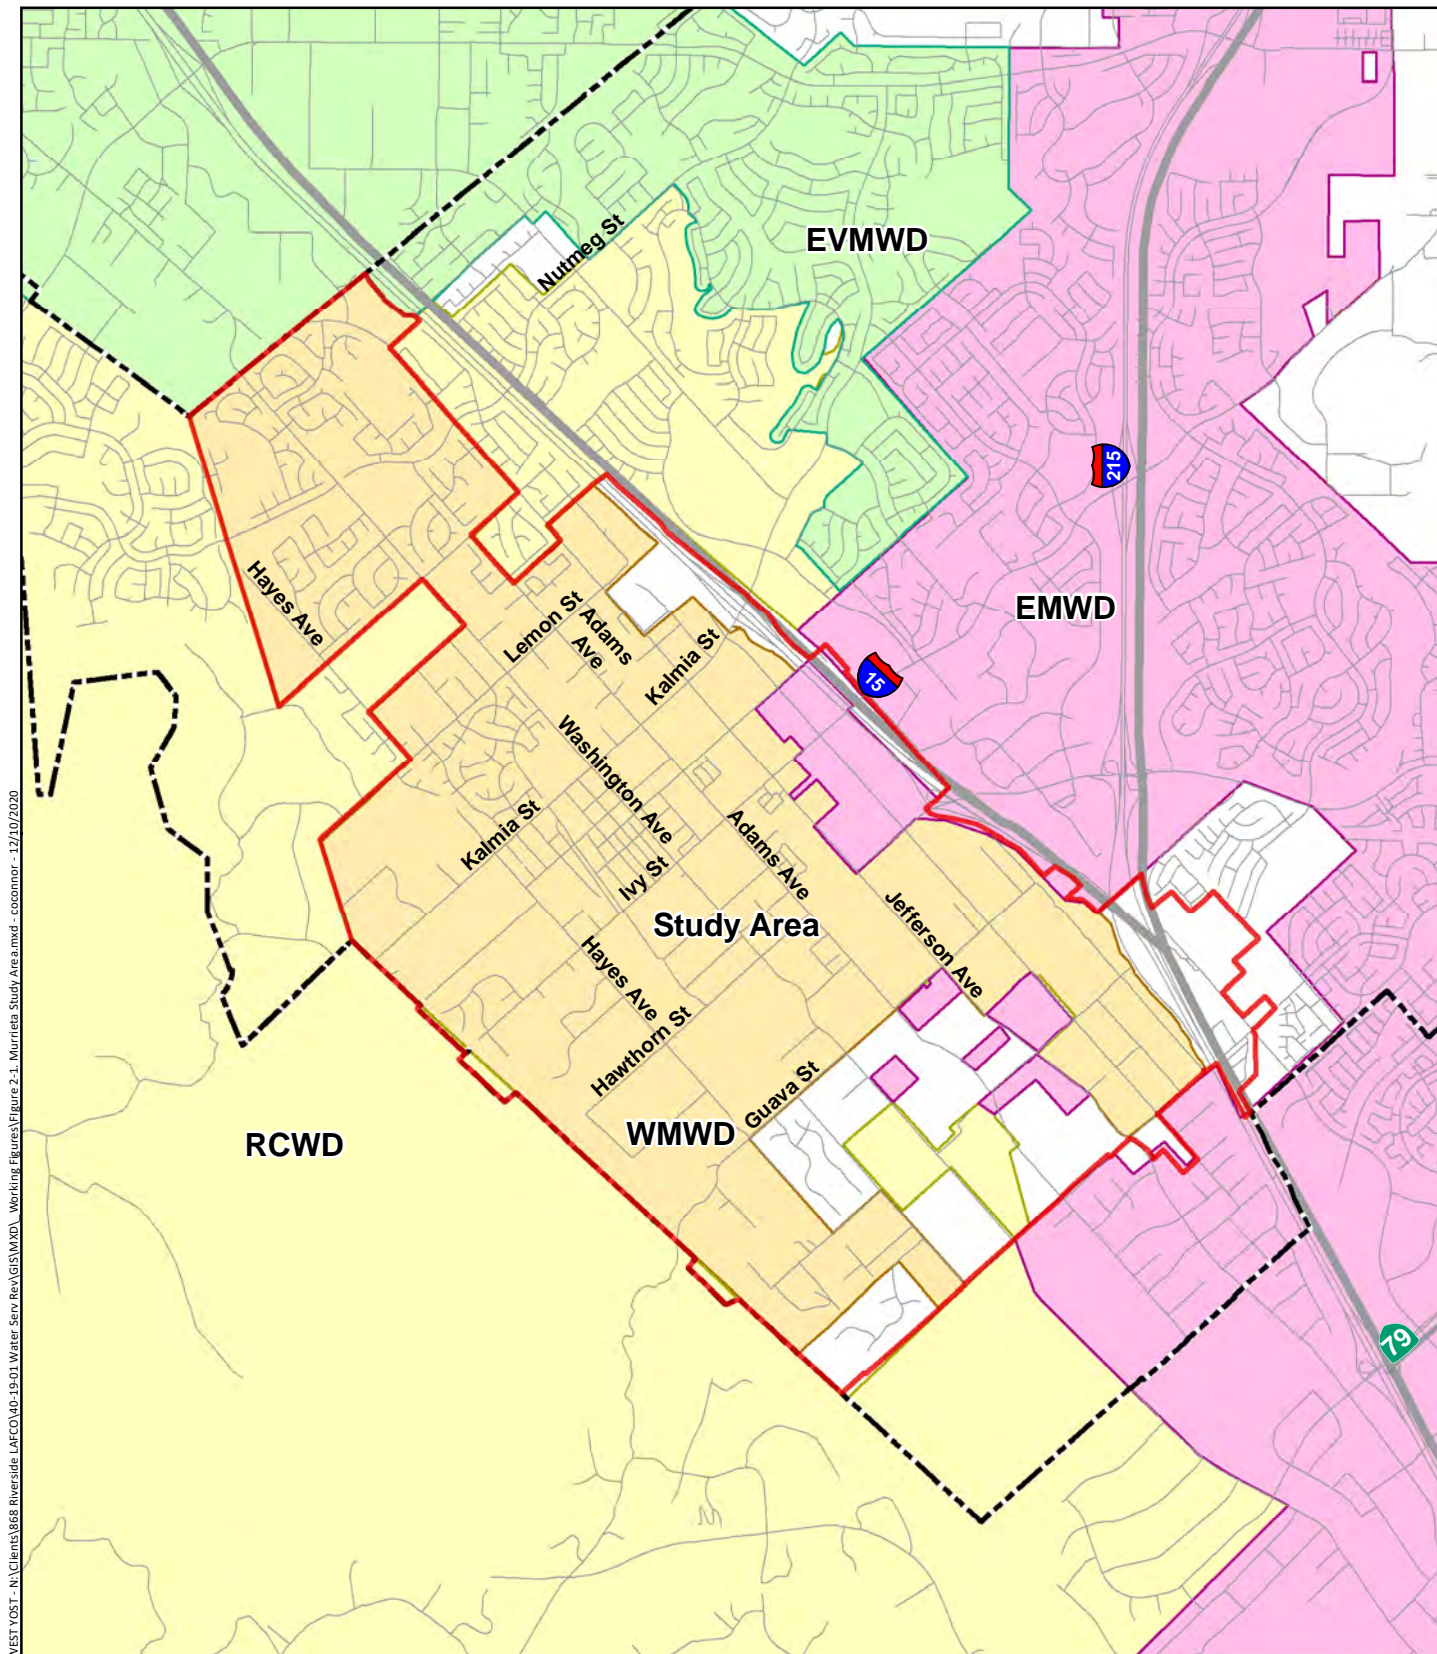 EVMWD
Nutmeg St
215
EMWD
Hayes Ave
Lemon St
Adams
Ave
Kalmia St
15
Washington Ave
Kalmia St
Adams Ave
Ivy St
Jefferson Ave
Study Area
Hayes Ave
Hawthorn St
Guava St
WMWD
RCWD
79
WEST YOST - N:\Clients\868 Riverside LAFCO\40-19-01 Water Serv Rev\GIS\MXD\_Working Figures\Figure 2-1. Murrieta Study Area.mxd - coconnor - 12/10/2020